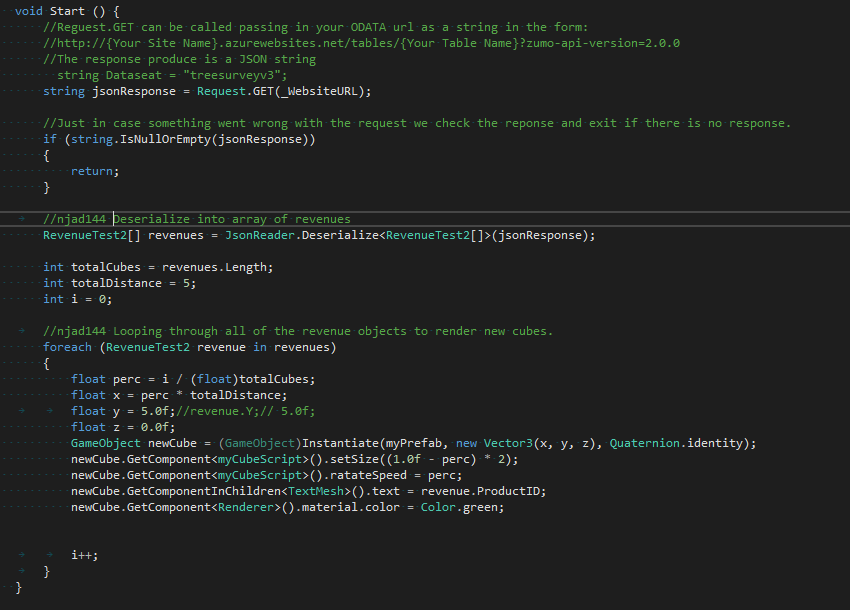 void Start () {
//Reguest.GET can be called passing in your ODATA url as a string in the form:
//http://{Your Site Name}.azurewebsites.net/tables/{Your Table Name}?zumo-api-version=2.0.0
//The response produce is a JSON string
string Dataseat = "treesurveyv3";
string jsonResponse = Request.GET(_WebsiteURL);
//Just in case something went wrong with the request we check the reponse and exit if there is no response.
if (string.IsNullOrEmpty(jsonResponse))
{
return;
}
//njad144 Deserialize into array of revenues
RevenueTest2[] revenues = JsonReader.Deserialize<RevenueTest2[]>(jsonResponse);
int totalCubes = revenues.Length;
int totalDistance = 5;
int i = 0;
//njad144 Looping through all of the revenue objects to render new cubes.
foreach (RevenueTest2 revenue in revenues)
{
float perc = i / (float)totalCubes;
float x = perc * totalDistance;
float y = 5.0f;//revenue.Y;// 5.0f;
float z = 0.0f;
GameObject newCube = (GameObject)Instantiate(myPrefab, new Vector3(x, y, z), Quaternion.identity);
newCube.GetComponent<myCubeScript>().setSize((1.0f - perc) * 2);
newCube.GetComponent<myCubeScript>().ratateSpeed = perc;
newCube.GetComponentInChildren<TextMesh>().text = revenue.ProductID;
newCube.GetComponent<Renderer>().material.color = Color.green;
i++;
}
}